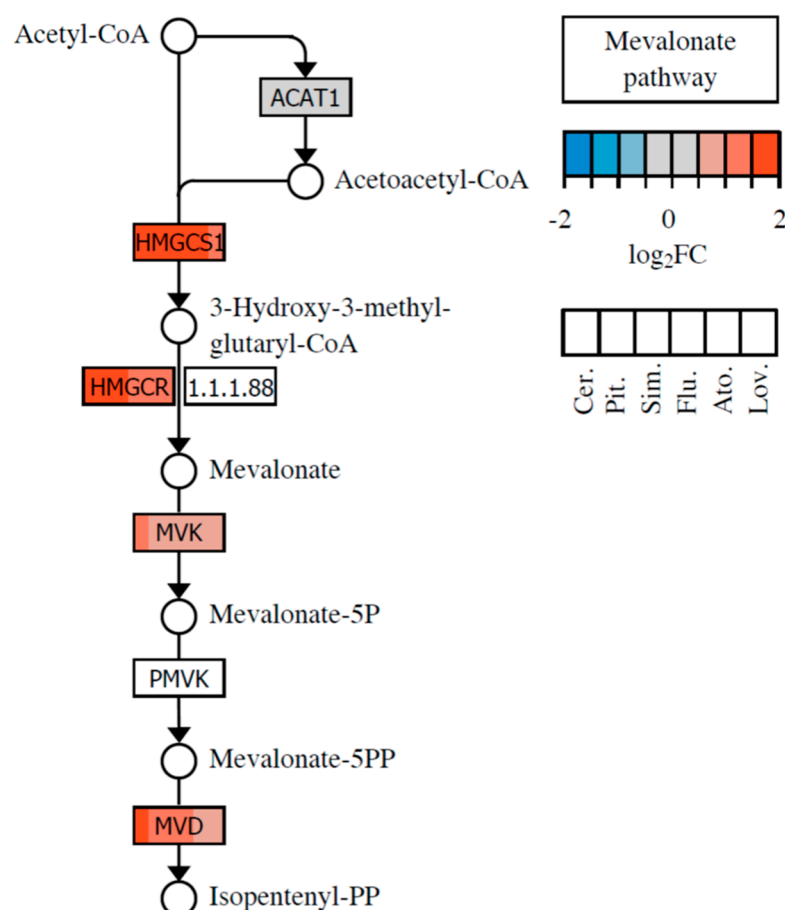 Acetyl-CoA
ACAT1
Acetoacetyl-CoA
HMGCS1
3-Hydroxy-3-methyl-
glutaryl-CoA
HMGCR
1.1.1.88
Mevalonate
MVK
Mevalonate-5P
PMVK
Mevalonate-5PP
MVD
Isopentenyl-PP
Mevalonate
pathway
-2 0 2
log₂FC
Cer.
Pit.
Sim.
Flu.
Ato.
Lov.